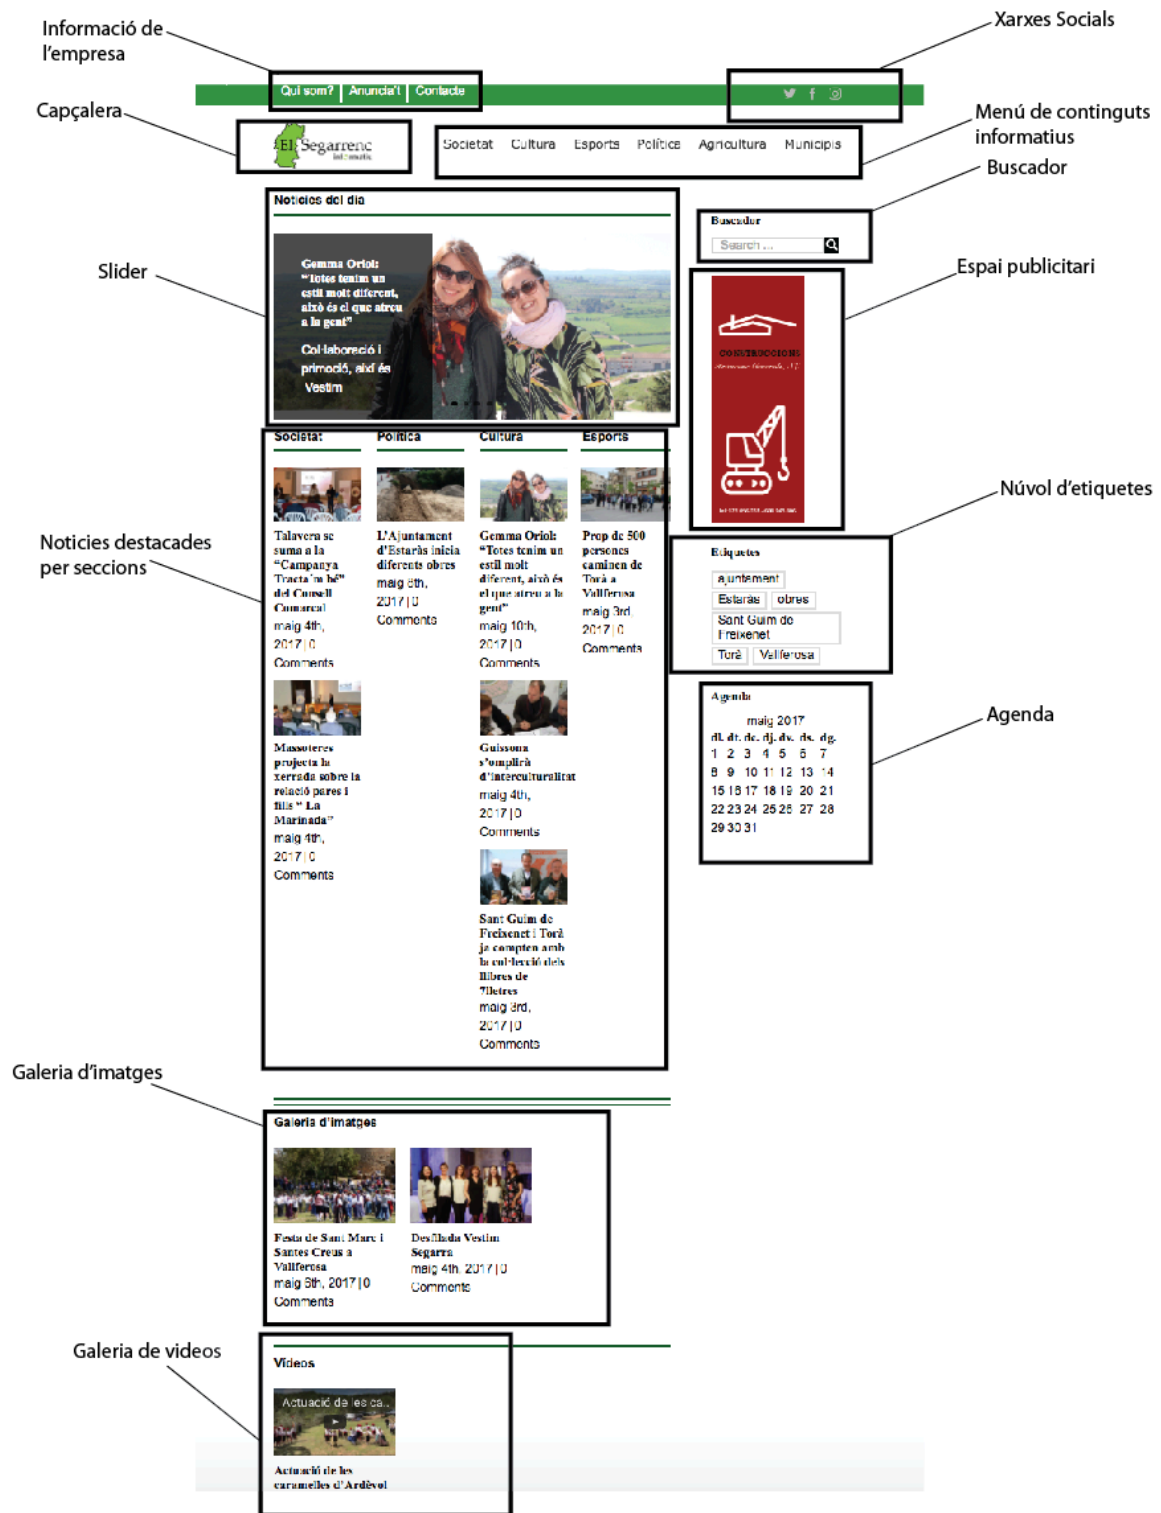 Informació de
l'empresa
Xarxes Socials
Qui som?
Anuncia't
Contacte
Capçalera
Menú de continguts
informatius
El Segarrenc
informatiu
Societat
Cultura
Esports
Política
Agricultura
Municipis
Buscador
Noticies del dia
Buscador
Search ...
Slider
Espai publicitari
Gemma Oriol:
“Totes tenim un
estil molt diferent,
això és el que atreu
a la gent”
Col·laboració i
primoció, així és
Vestim
CONSTRUCCIONS
Núvol d'etiquetes
Societat
Política
Cultura
Esports
Noticies destacades
per seccions
Talavera se
suma a la
“Campanya
Tracta´m bé”
del Consell
Comarcal
maig 4th,
2017 | 0
Comments
L'Ajuntament
d'Estaràs inicia
diferents obres
maig 8th,
2017 | 0
Comments
Gemma Oriol:
“Totes tenim un
estil molt
diferent, això és
el que atreu a la
gent”
maig 10th,
2017 | 0
Comments
Prop de 500
persones
caminen de
Torà a
Vallferosa
maig 3rd,
2017 | 0
Comments
Etiquetes
ajuntament
Estaràs
obres
Sant Guim de
Freixenet
Torà
Vallferosa
Massoteres
projecta la
xerrada sobre la
relació pares i
fills “ La
Marinada”
maig 4th,
2017 | 0
Comments
Guissona
s'omplirà
d'interculturalitat
maig 4th,
2017 | 0
Comments
Sant Guim de
Freixenet i Torà
ja compten amb
la col·lecció dels
llibres de
7lletres
maig 3rd,
2017 | 0
Comments
Agenda
Agenda
maig 2017
dl. dt. dc. dj. dv. ds. dg.
1 2 3 4 5 6 7
8 9 10 11 12 13 14
15 16 17 18 19 20 21
22 23 24 25 26 27 28
29 30 31
Galeria d'imatges
Galeria d'imatges
Festa de Sant Marc i
Santes Creus a
Vallferosa
maig 6th, 2017 | 0
Comments
Desfilada Vestim
Segarra
maig 4th, 2017 | 0
Comments
Galeria de videos
Vídeos
Actuació de les ca...
Actuació de les
caramelles d'Ardèvol